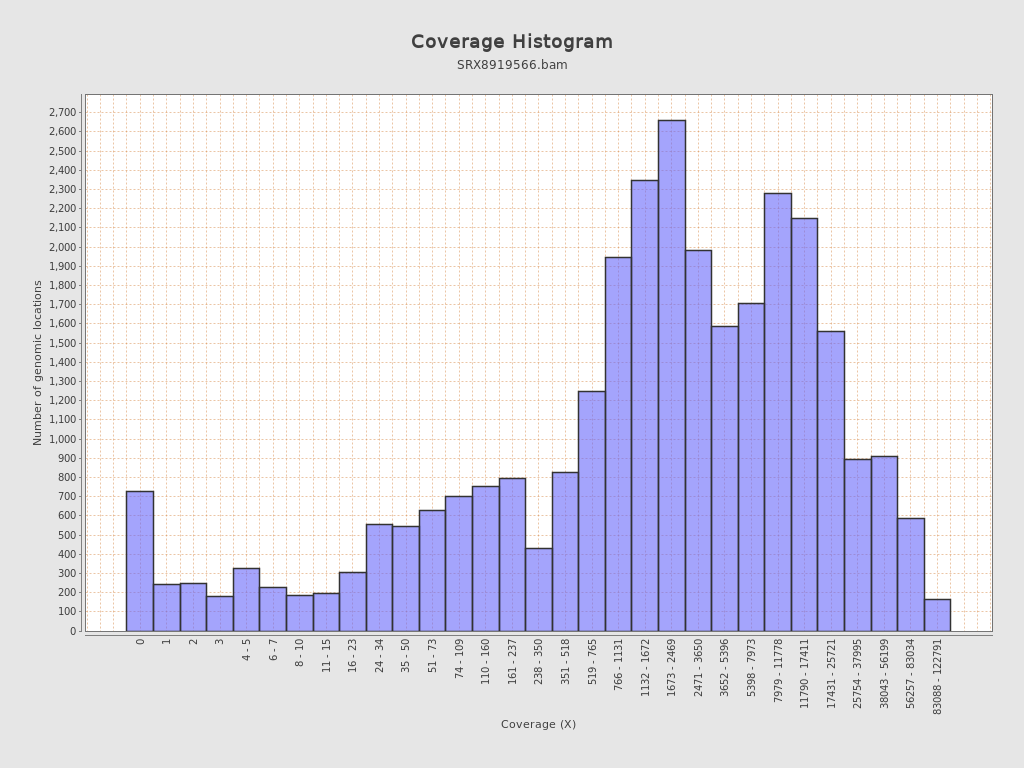 Coverage Histogram
SRX8919566.bam
Number of genomic locations
2,700
2,600
2,500
2,400
2,300
2,200
2,100
2,000
1,900
1,800
1,700
1,600
1,500
1,400
1,300
1,200
1,100
1,000
900
800
700
600
500
400
300
200
100
0
0
1
2
3
4 - 5
6 - 7
8 - 10
11 - 15
16 - 23
24 - 34
35 - 50
51 - 73
74 - 109
110 - 160
161 - 237
238 - 350
351 - 518
519 - 765
766 - 1131
1132 - 1672
1673 - 2469
2471 - 3650
3652 - 5396
5398 - 7973
7979 - 11778
11790 - 17411
17431 - 25721
25754 - 37995
38043 - 56199
56257 - 83034
83088 - 122791
Coverage (X)